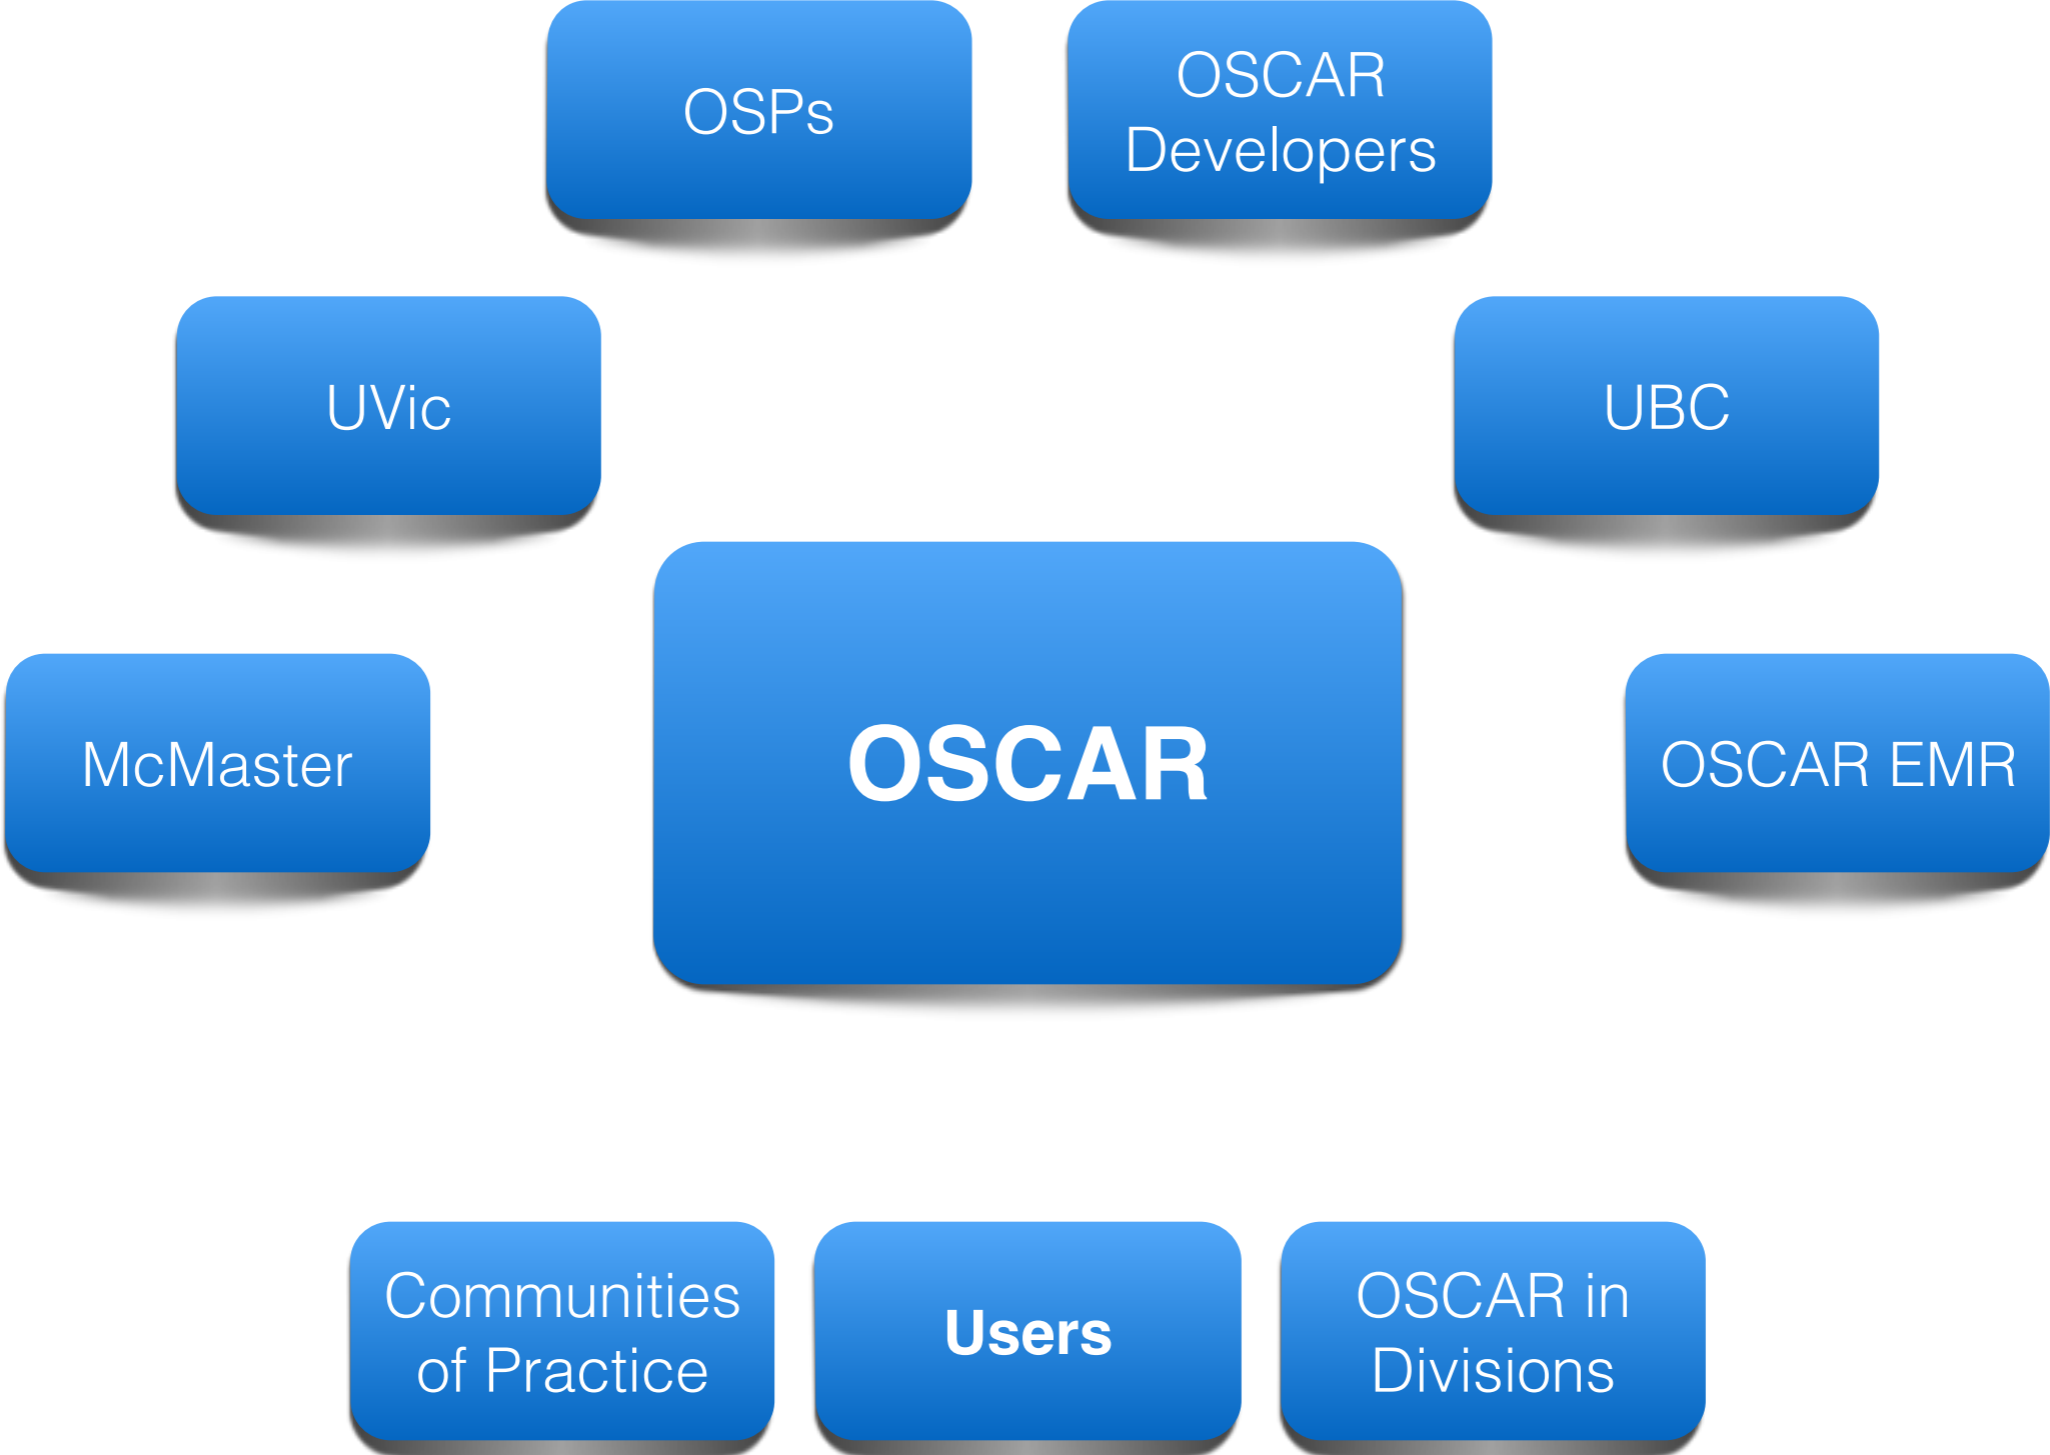 OSPs
OSCAR
Developers
UVic
UBC
McMaster
OSCAR
OSCAR EMR
Communities
of Practice
Users
OSCAR in
Divisions